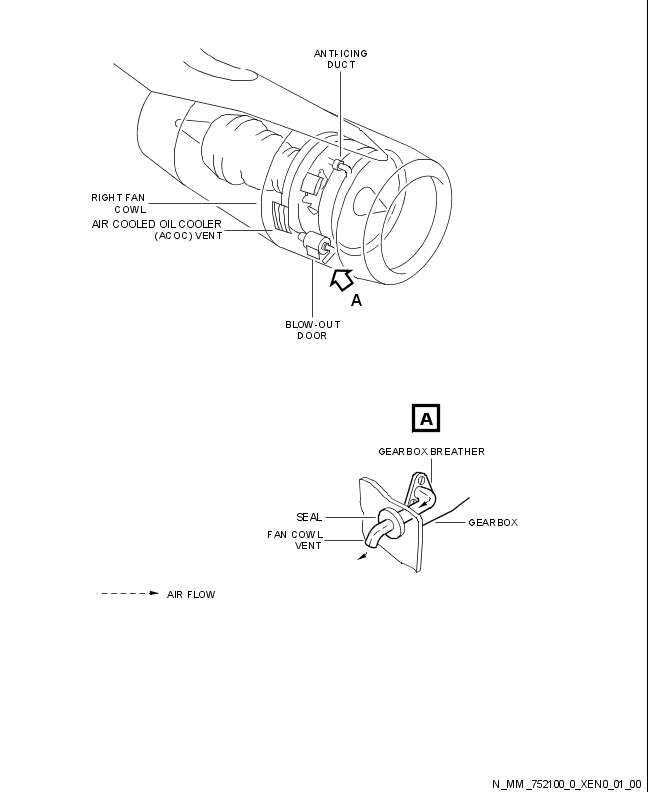 ANTI-ICING
DUCT
RIGHT FAN
COWL
AIR COOLED OIL COOLER
(ACOC) VENT
A
BLOW-OUT
DOOR
A
GEARBOX BREATHER
SEAL
GEARBOX
FAN COWL
VENT
AIR FLOW
N_MM_752100_0_XEN0_01_00